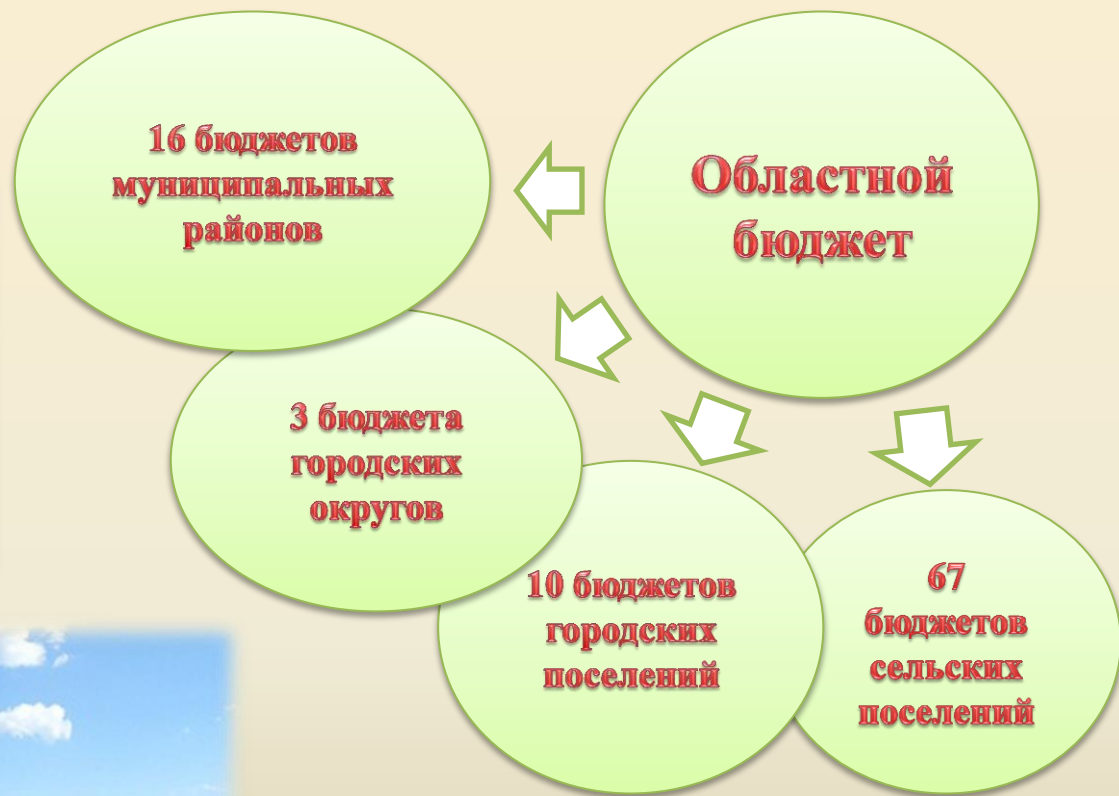 16 бюджетов
муниципальных
районов
Областной
бюджет
3 бюджета
городских
округов
10 бюджетов
городских
поселений
67
бюджетов
сельских
поселений